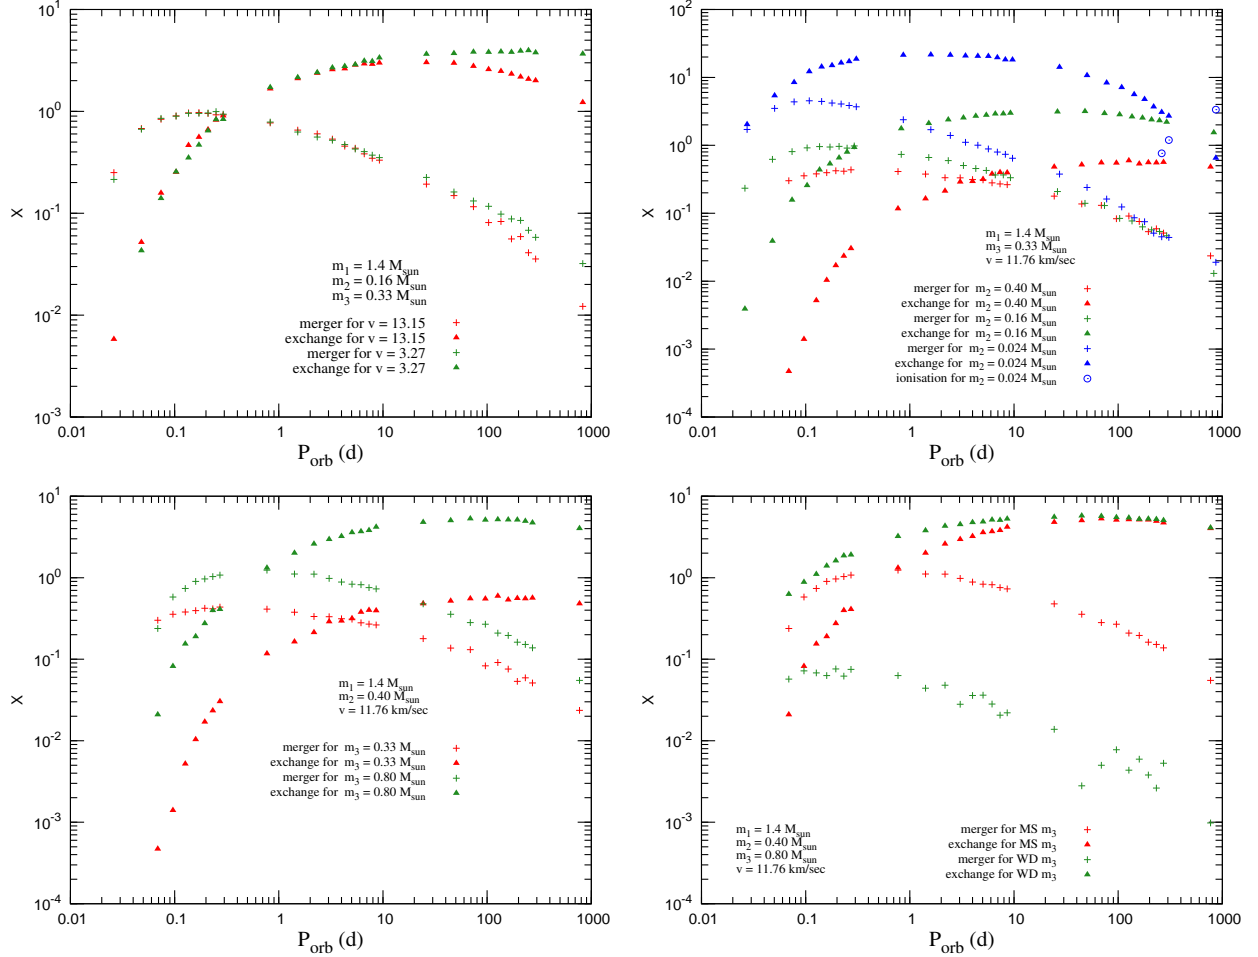 10^1
10^0
10^-1
10^-2
10^-3
X
0.01 0.1 1 10 100 1000
P_orb (d)
m_1 = 1.4 M_sun
m_2 = 0.16 M_sun
m_3 = 0.33 M_sun
merger for v = 13.15
exchange for v = 13.15
merger for v = 3.27
exchange for v = 3.27
10^2
10^1
10^0
10^-1
10^-2
10^-3
10^-4
X
0.01 0.1 1 10 100 1000
P_orb (d)
m_1 = 1.4 M_sun
m_3 = 0.33 M_sun
v = 11.76 km/sec
merger for m_2 = 0.40 M_sun
exchange for m_2 = 0.40 M_sun
merger for m_2 = 0.16 M_sun
exchange for m_2 = 0.16 M_sun
merger for m_2 = 0.024 M_sun
exchange for m_2 = 0.024 M_sun
ionisation for m_2 = 0.024 M_sun
10^1
10^0
10^-1
10^-2
10^-3
10^-4
X
0.01 0.1 1 10 100 1000
P_orb (d)
m_1 = 1.4 M_sun
m_2 = 0.40 M_sun
v = 11.76 km/sec
merger for m_3 = 0.33 M_sun
exchange for m_3 = 0.33 M_sun
merger for m_3 = 0.80 M_sun
exchange for m_3 = 0.80 M_sun
10^1
10^0
10^-1
10^-2
10^-3
10^-4
X
0.01 0.1 1 10 100 1000
P_orb (d)
m_1 = 1.4 M_sun
m_2 = 0.40 M_sun
m_3 = 0.80 M_sun
v = 11.76 km/sec
merger for MS m_3
exchange for MS m_3
merger for WD m_3
exchange for WD m_3